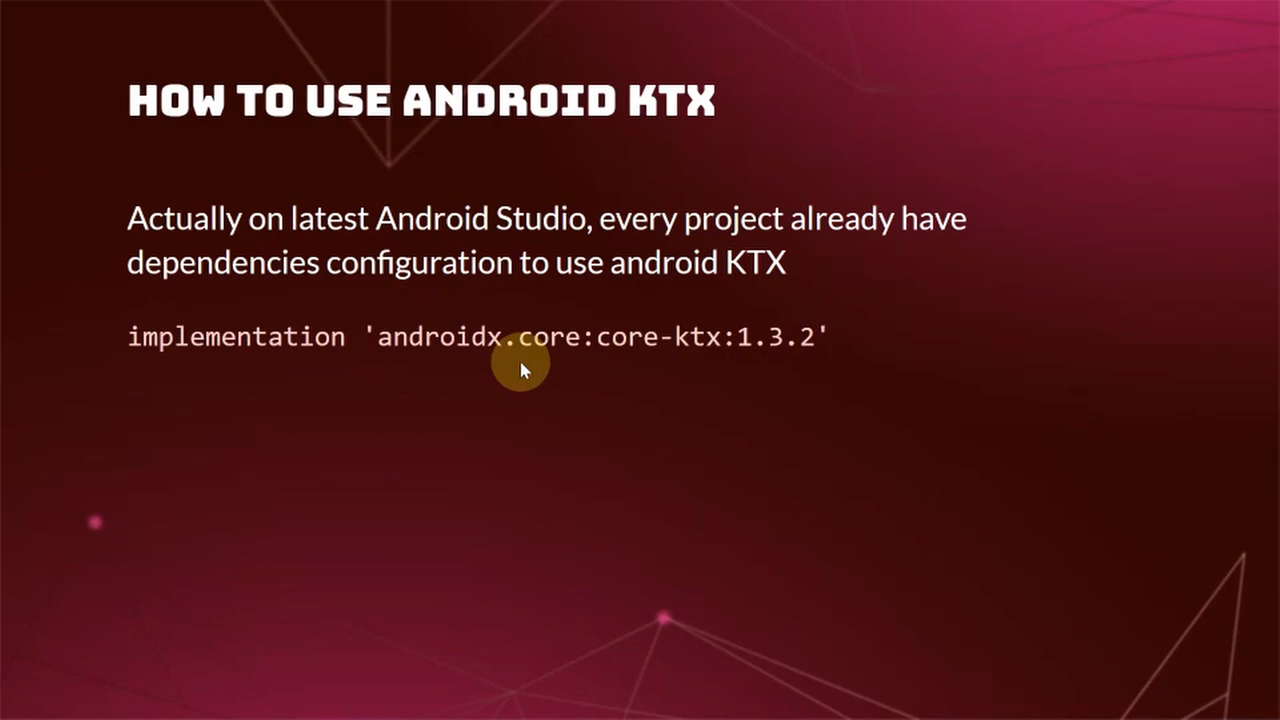 HOW TO USE ANDROID KTX
Actually on latest Android Studio, every project already have
dependencies configuration to use android KTX
implementation 'androidx.core:core-ktx:1.3.2'